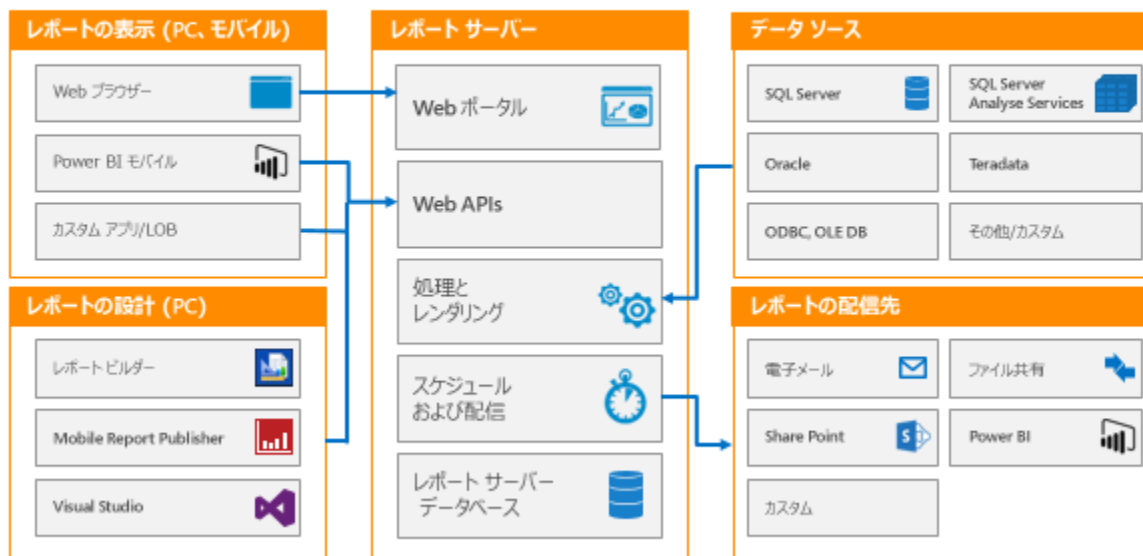 レポートの表示 (PC、モバイル)
Web ブラウザー
Power BI モバイル
カスタム アプリ/LOB
レポートの設計 (PC)
レポート ビルダー
Mobile Report Publisher
Visual Studio
レポート サーバー
Web ポータル
Web APIs
処理と
レンダリング
スケジュール
および配信
レポート サーバー
データベース
データ ソース
SQL Server
SQL Server
Analyse Services
Oracle
Teradata
ODBC, OLE DB
その他/カスタム
レポートの配信先
電子メール
ファイル共有
Share Point
S
Power BI
カスタム